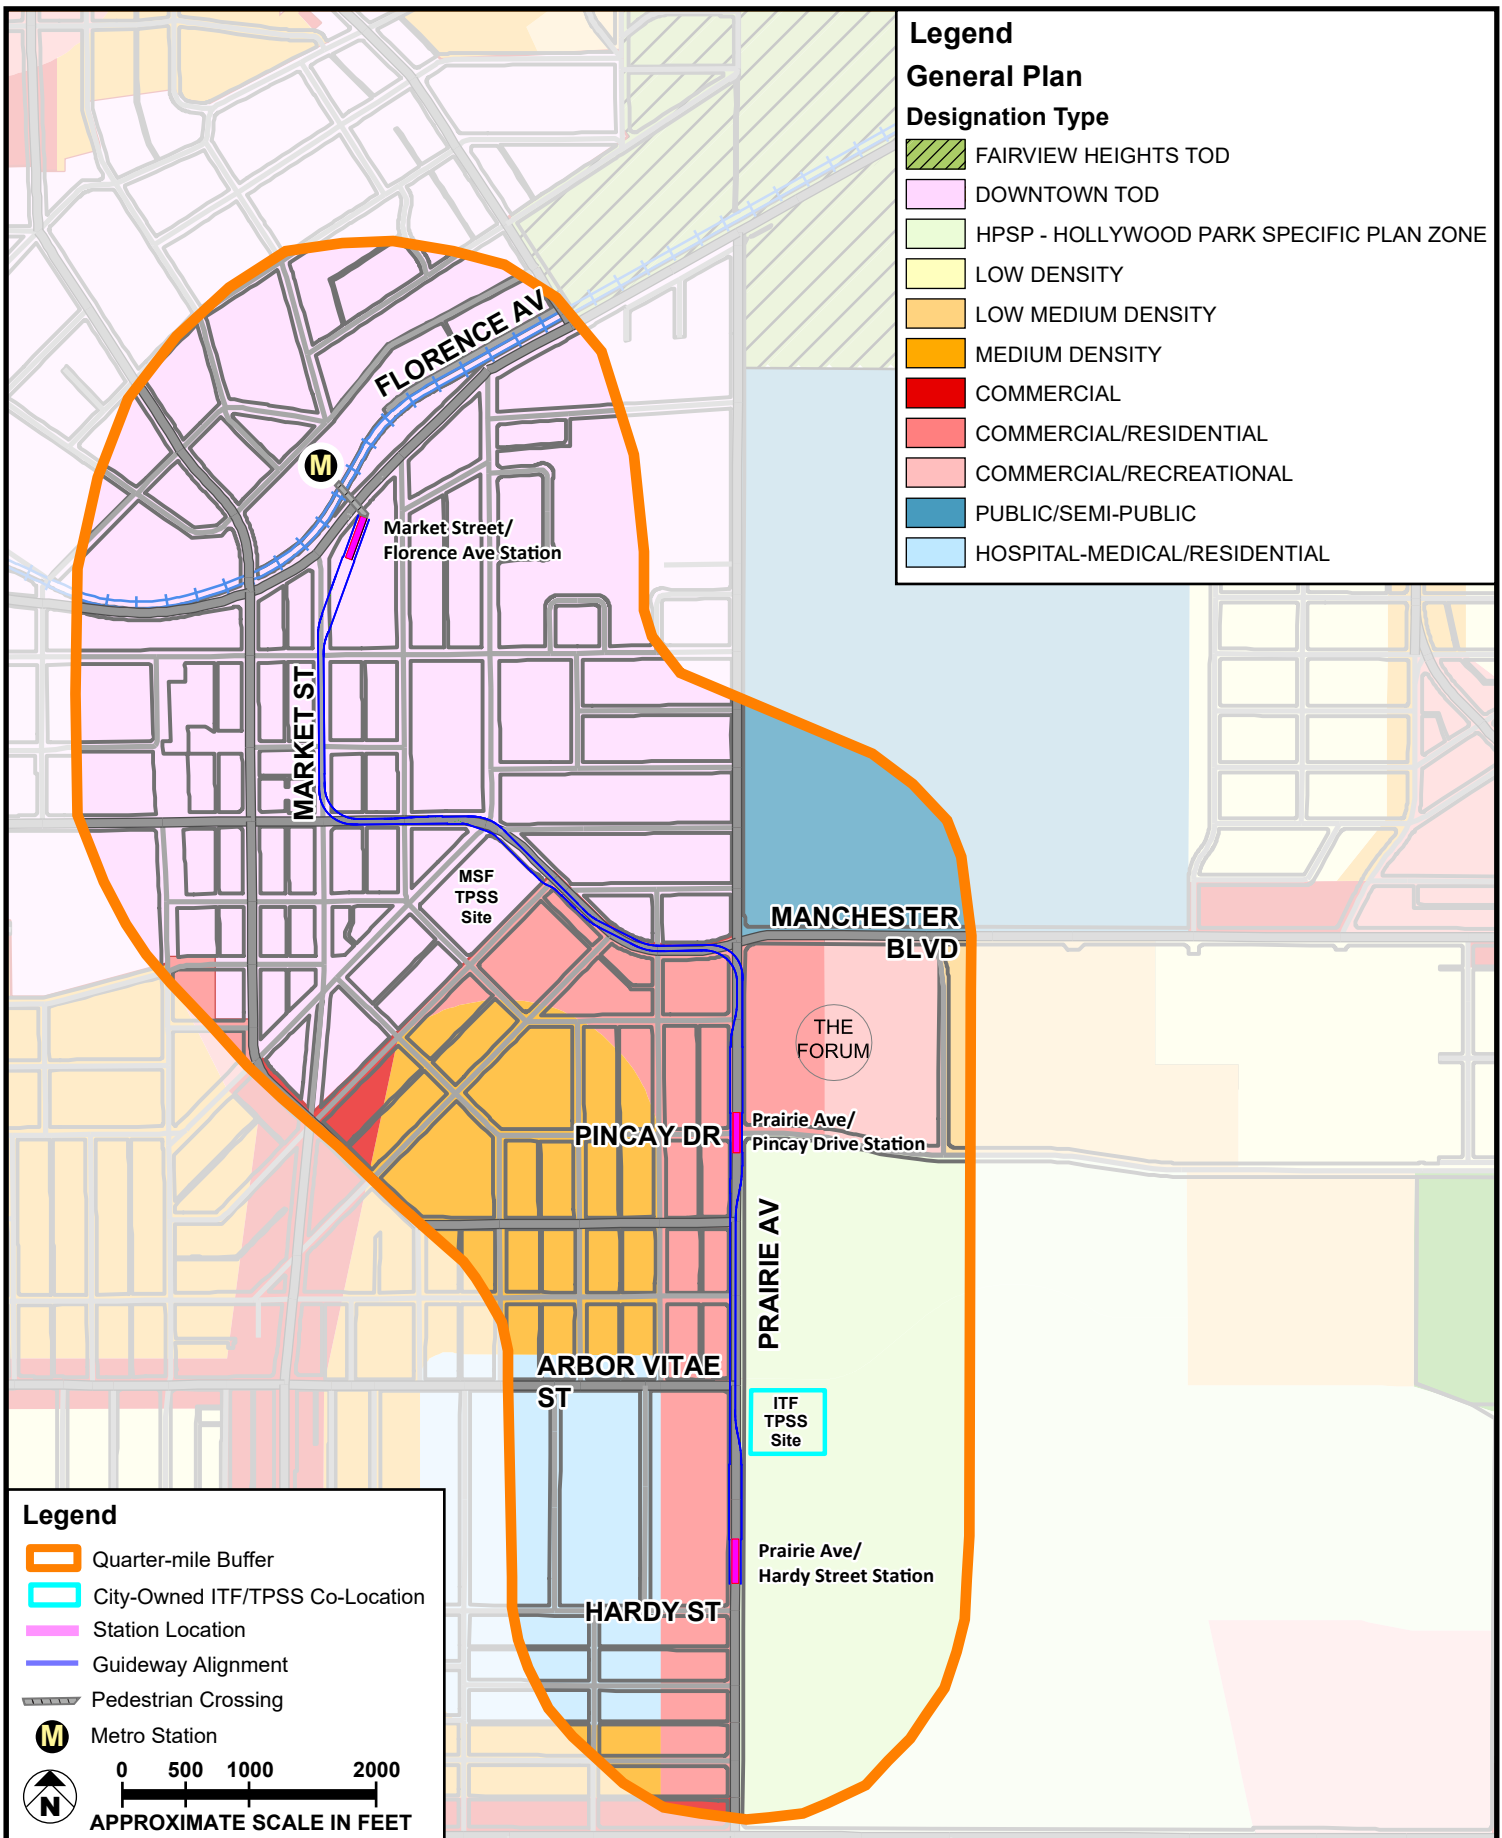 Legend
General Plan
Designation Type
FAIRVIEW HEIGHTS TOD
DOWNTOWN TOD
HPSP - HOLLYWOOD PARK SPECIFIC PLAN ZONE
LOW DENSITY
LOW MEDIUM DENSITY
MEDIUM DENSITY
COMMERCIAL
COMMERCIAL/RESIDENTIAL
COMMERCIAL/RECREATIONAL
PUBLIC/SEMI-PUBLIC
HOSPITAL-MEDICAL/RESIDENTIAL
FLORENCE AV
M
Market Street/
Florence Ave Station
MARKET ST
MSF
TPSS
Site
MANCHESTER
BLVD
THE
FORUM
PINCAY DR
Prairie Ave/
Pincay Drive Station
PRAIRIE AV
ARBOR VITAE
ST
ITF
TPSS
Site
Prairie Ave/
Hardy Street Station
HARDY ST
Legend
Quarter-mile Buffer
City-Owned ITF/TPSS Co-Location
Station Location
Guideway Alignment
Pedestrian Crossing
M Metro Station
N
0 500 1000 2000
APPROXIMATE SCALE IN FEET